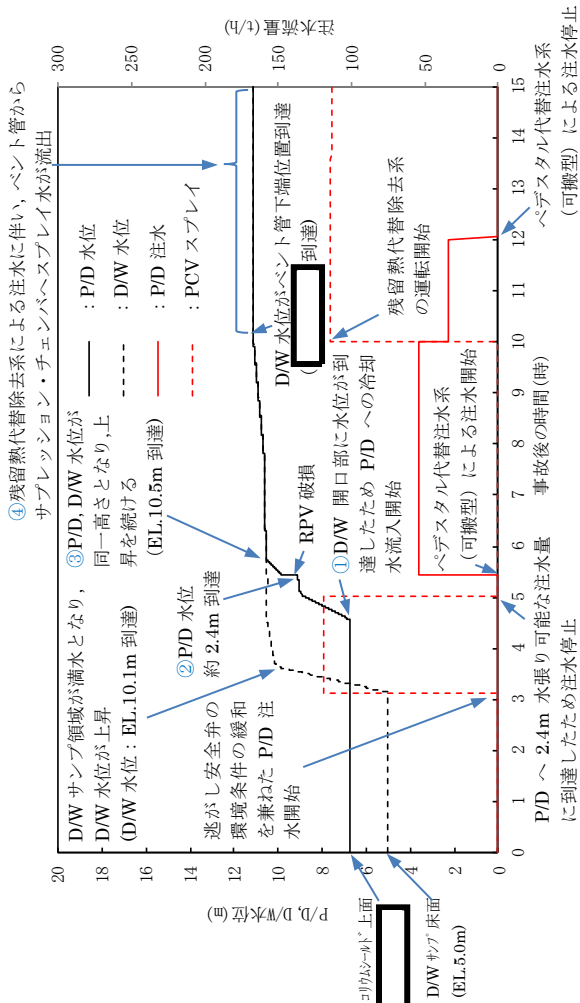 ④残留熱代替除去系による注水に伴い，ベント管から
サプレッション・チェンバへスプレイ水が流出
D/W サンプ領域が満水となり，
D/W 水位が上昇
(D/W 水位：EL.10.1m 到達)
③P/D, D/W 水位が
同一高さとなり，上
昇を続ける
(EL.10.5m 到達)
：P/D 水位
：D/W 水位
：P/D 注水
：PCV スプレイ
②P/D 水位
約 2.4m 到達
逃がし安全弁の
環境条件の緩和
を兼ねた P/D 注
水開始
RPV 破損
①D/W 開口部に水位が到
達したため P/D への冷却
水流入開始
D/W 水位がベント管下端位置到達
(
到達)
残留熱代替除去系
の運転開始
ペデスタル代替注水系
（可搬型）による注水開始
P/D,D/W水位(m)
20
18
16
14
12
10
8
6
4
2
0
注水流量(t/h)
300
250
200
150
100
50
0
0
1
2
3
4
5
6
7
8
9
10
11
12
13
14
15
事故後の時間(時)
コリウムシールド上面
D/W サンプ床面
(EL.5.0m)
P/D へ 2.4m 水張り可能な注水量
に到達したため注水停止
ペデスタル代替注水系
（可搬型）による注水停止